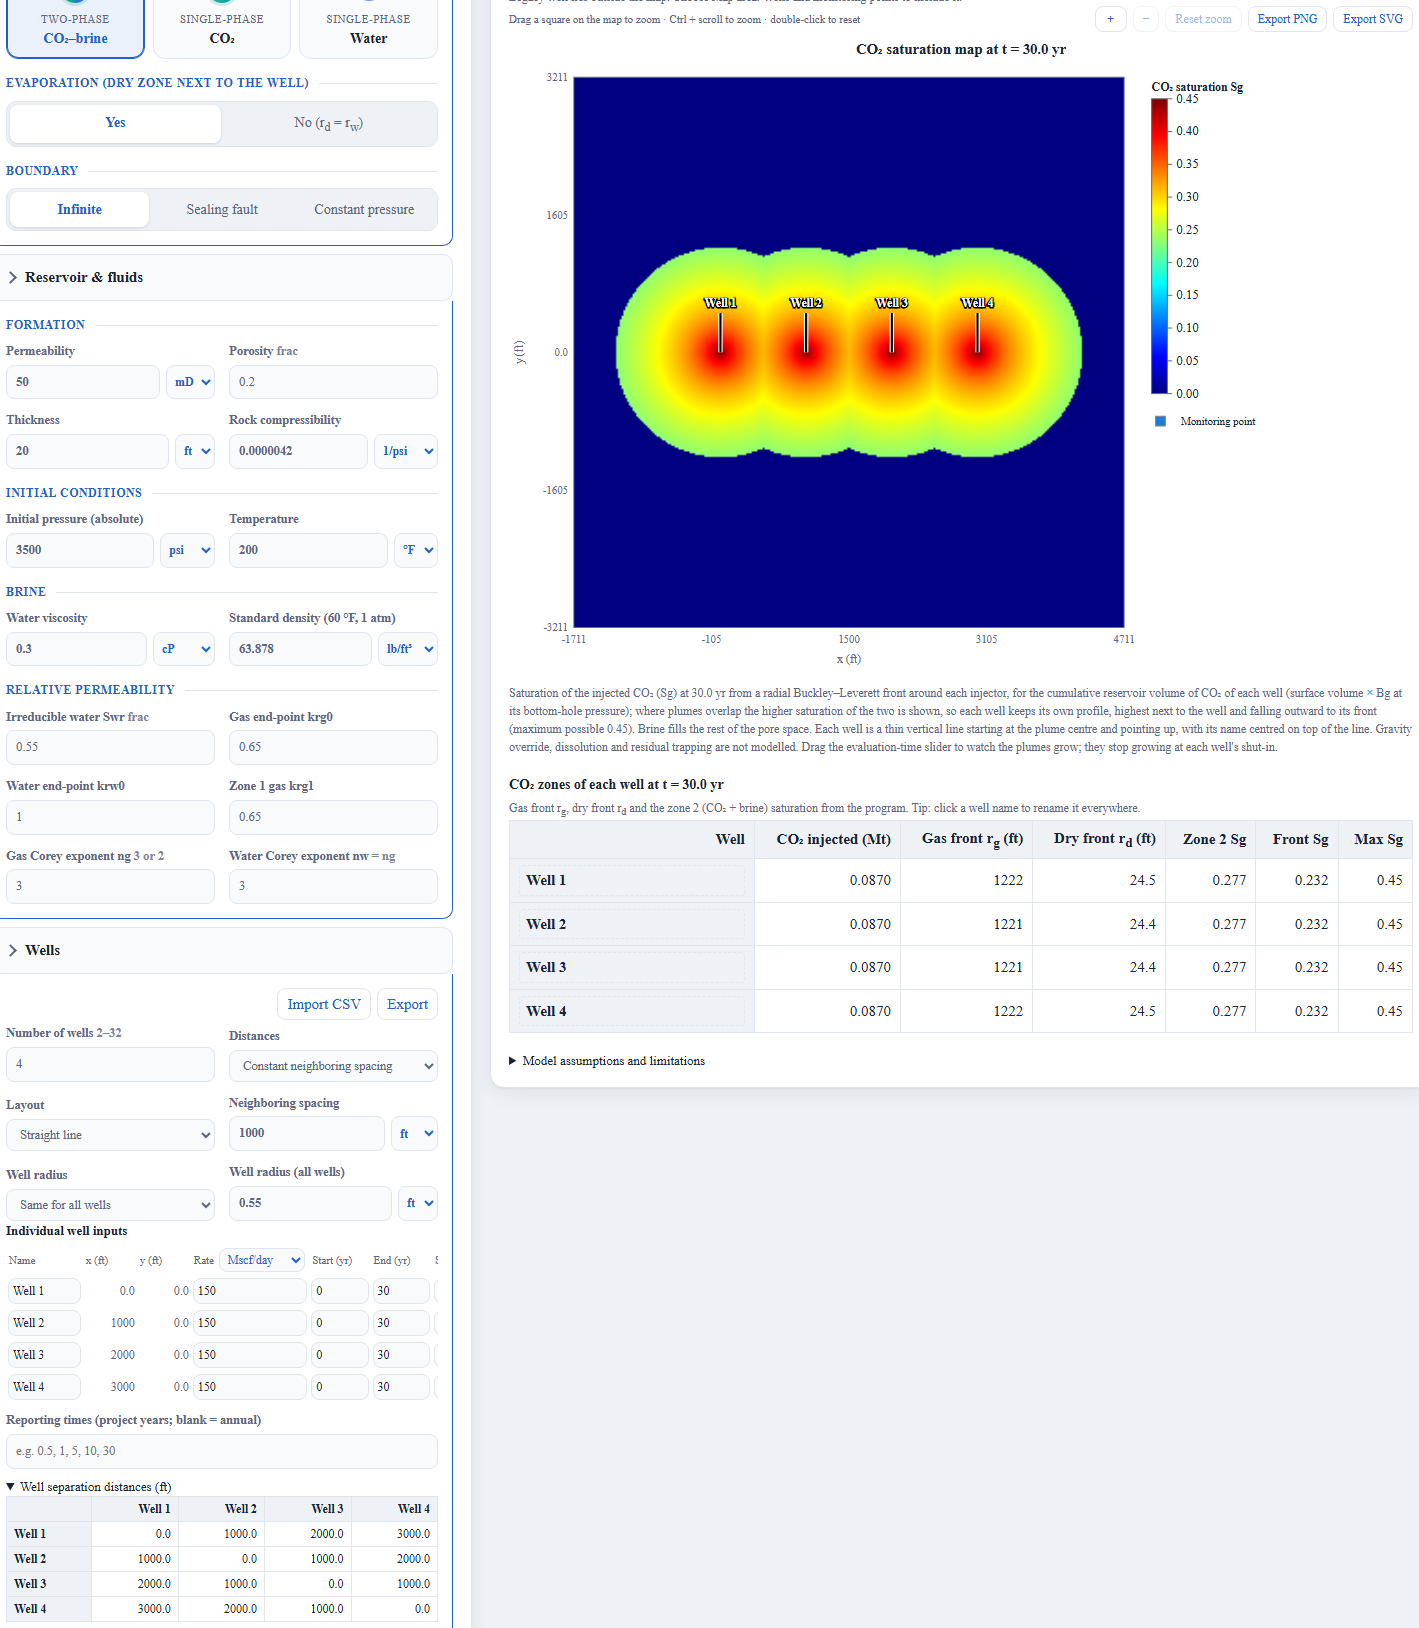 TWO-PHASE
CO₂–brine
SINGLE-PHASE
CO₂
SINGLE-PHASE
Water
EVAPORATION (DRY ZONE NEXT TO THE WELL)
Yes
No (rd = rw)
BOUNDARY
Infinite
Sealing fault
Constant pressure
Reservoir & fluids
FORMATION
Permeability
Porosity frac
50
mD
0.2
Thickness
Rock compressibility
20
ft
0.0000042
1/psi
INITIAL CONDITIONS
Initial pressure (absolute)
Temperature
3500
psi
200
°F
BRINE
Water viscosity
Standard density (60 °F, 1 atm)
0.3
cP
63.878
lb/ft³
RELATIVE PERMEABILITY
Irreducible water Swr frac
Gas end-point krg0
0.55
0.65
Water end-point krw0
Zone 1 gas krg1
1
0.65
Gas Corey exponent ng 3 or 2
Water Corey exponent nw = ng
3
3
Wells
Import CSV
Export
Number of wells 2–32
Distances
4
Constant neighboring spacing
Layout
Neighboring spacing
Straight line
1000
ft
Well radius
Well radius (all wells)
Same for all wells
0.55
ft
Individual well inputs
Name x (ft) y (ft) Rate Mscf/day Start (yr) End (yr)
Well 1 0.0 0.0 150 0 30
Well 2 1000 0.0 150 0 30
Well 3 2000 0.0 150 0 30
Well 4 3000 0.0 150 0 30
Reporting times (project years; blank = annual)
e.g. 0.5, 1, 5, 10, 30
Well separation distances (ft)
Well 1 Well 2 Well 3 Well 4
Well 1 0.0 1000.0 2000.0 3000.0
Well 2 1000.0 0.0 1000.0 2000.0
Well 3 2000.0 1000.0 0.0 1000.0
Well 4 3000.0 2000.0 1000.0 0.0
Drag a square on the map to zoom · Ctrl + scroll to zoom · double-click to reset
+
−
Reset zoom
Export PNG
Export SVG
CO₂ saturation map at t = 30.0 yr
3211
1605
0.0
-1605
-3211
y (ft)
Well 1
Well 2
Well 3
Well 4
-1711
-105
1500
3105
4711
x (ft)
CO₂ saturation Sg
0.45
0.40
0.35
0.30
0.25
0.20
0.15
0.10
0.05
0.00
Monitoring point
Saturation of the injected CO₂ (Sg) at 30.0 yr from a radial Buckley–Leverett front around each injector, for the cumulative reservoir volume of CO₂ of each well (surface volume × Bg at
its bottom-hole pressure); where plumes overlap the higher saturation of the two is shown, so each well keeps its own profile, highest next to the well and falling outward to its front
(maximum possible 0.45). Brine fills the rest of the pore space. Each well is a thin vertical line starting at the plume centre and pointing up, with its name centred on top of the line. Gravity
override, dissolution and residual trapping are not modelled. Drag the evaluation-time slider to watch the plumes grow; they stop growing at each well's shut-in.
CO₂ zones of each well at t = 30.0 yr
Gas front rg, dry front rd and the zone 2 (CO₂ + brine) saturation from the program. Tip: click a well name to rename it everywhere.
Well CO₂ injected (Mt) Gas front rg (ft) Dry front rd (ft) Zone 2 Sg Front Sg Max Sg
Well 1 0.0870 1222 24.5 0.277 0.232 0.45
Well 2 0.0870 1221 24.4 0.277 0.232 0.45
Well 3 0.0870 1221 24.4 0.277 0.232 0.45
Well 4 0.0870 1222 24.5 0.277 0.232 0.45
Model assumptions and limitations